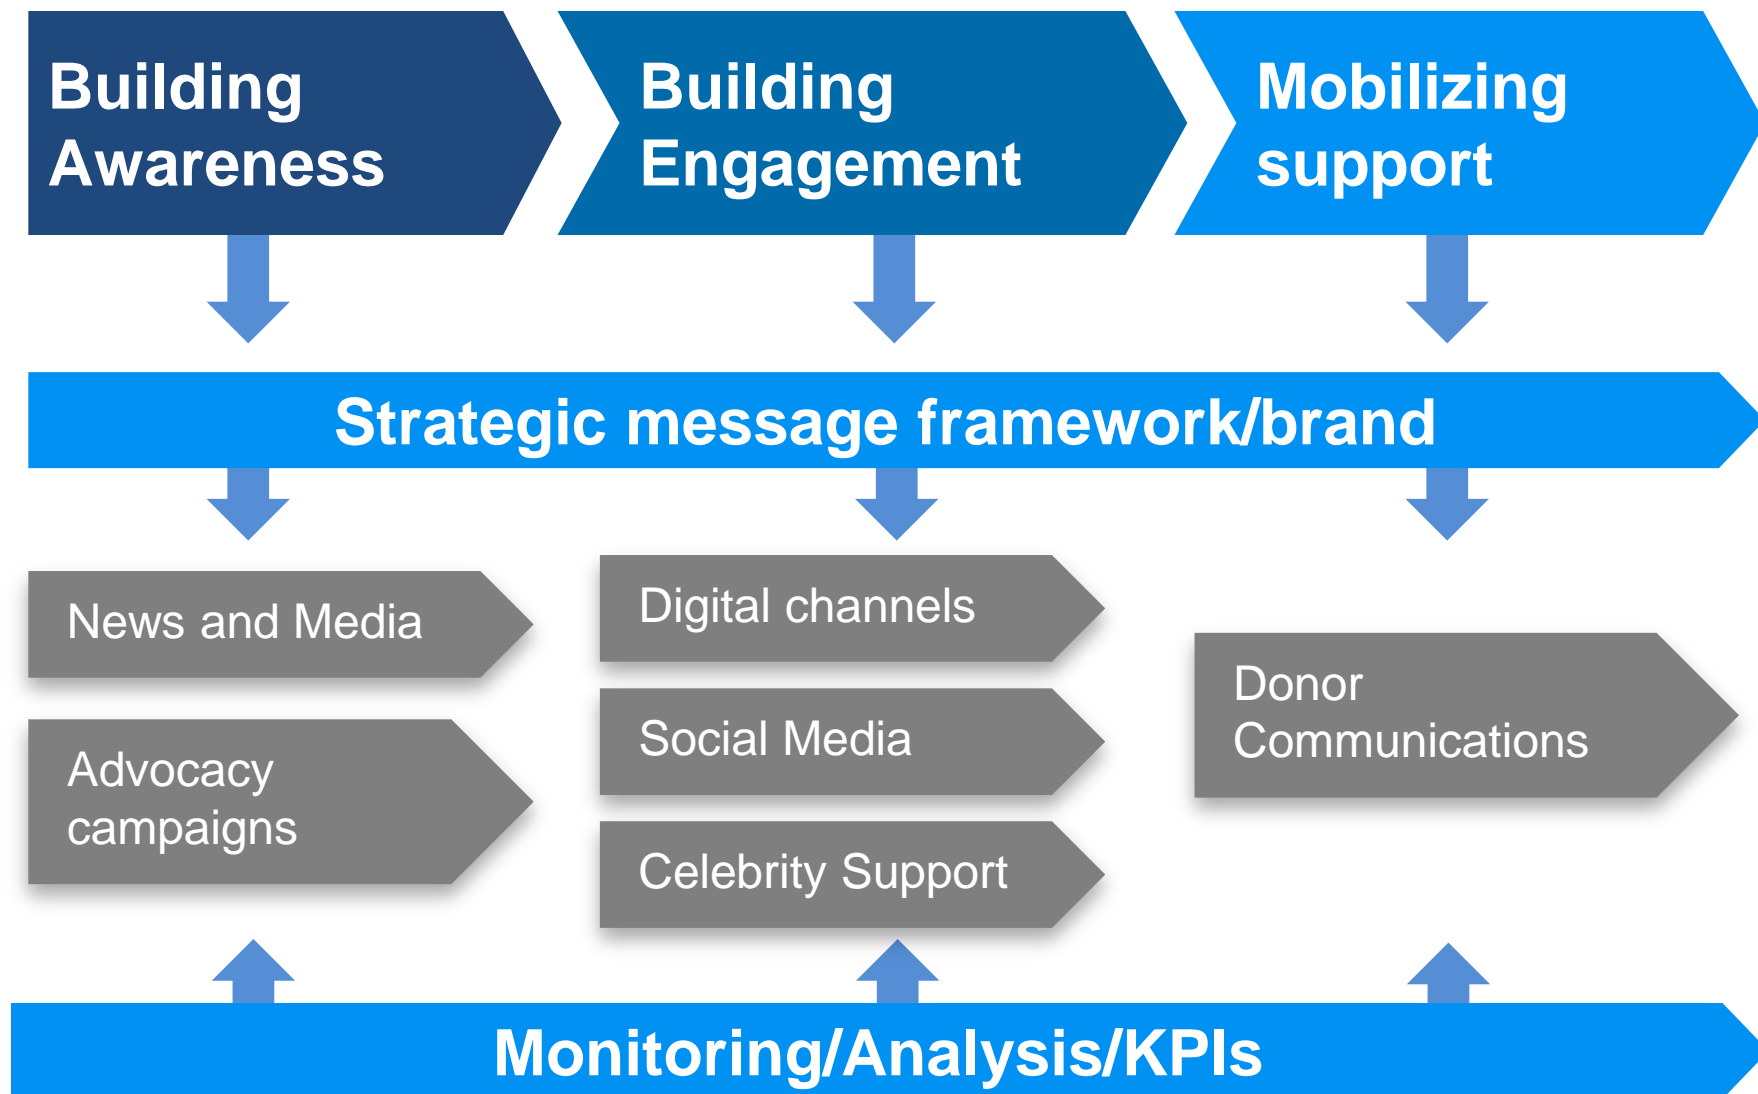 Building
Awareness
Building
Engagement
Mobilizing
support
Strategic message framework/brand
News and Media
Advocacy
campaigns
Digital channels
Social Media
Celebrity Support
Donor
Communications
Monitoring/Analysis/KPIs